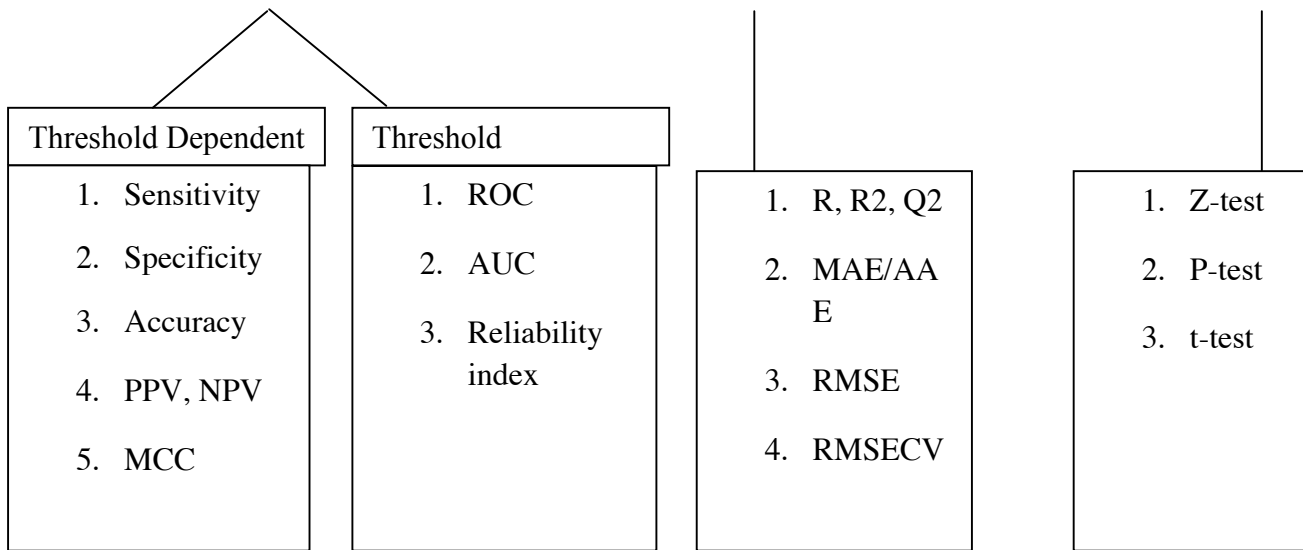 Threshold Dependent
1. Sensitivity
2. Specificity
3. Accuracy
4. PPV, NPV
5. MCC
Threshold
1. ROC
2. AUC
3. Reliability
index
1. R, R2, Q2
2. MAE/AA
E
3. RMSE
4. RMSECV
1. Z-test
2. P-test
3. t-test